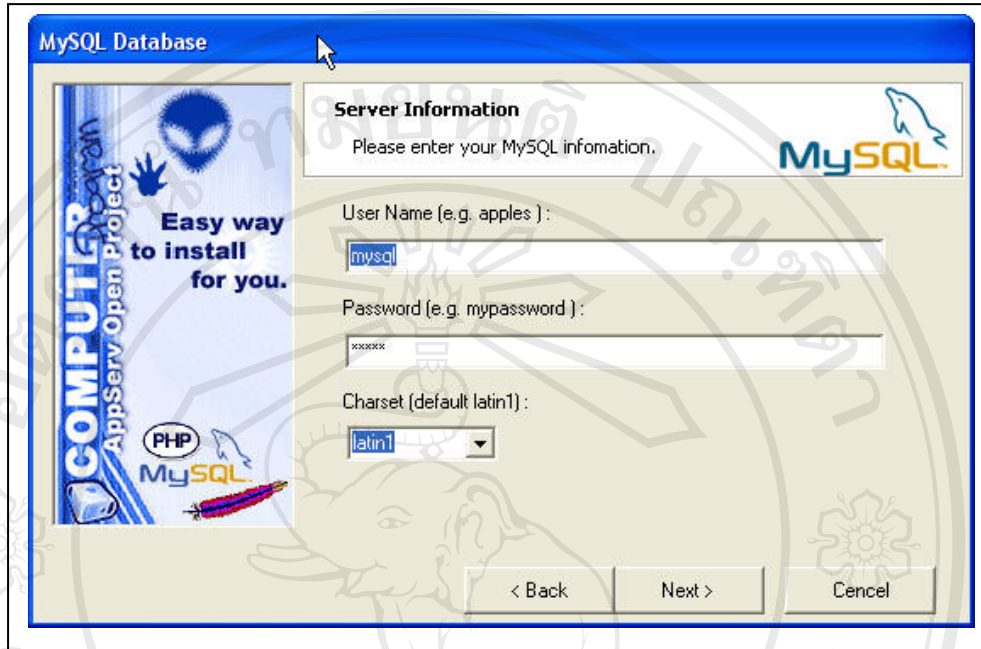 MySQL Database
Server Information
Please enter your MySQL infomation.
MySQL
User Name (e.g. apples ) :
mysql
Password (e.g. mypassword ) :
*****
Charset (default latin1) :
latin1
Easy way
to install
for you.
COMPUTER
AppServ Open Project
PHP
MySQL
< Back
Next >
Cencel